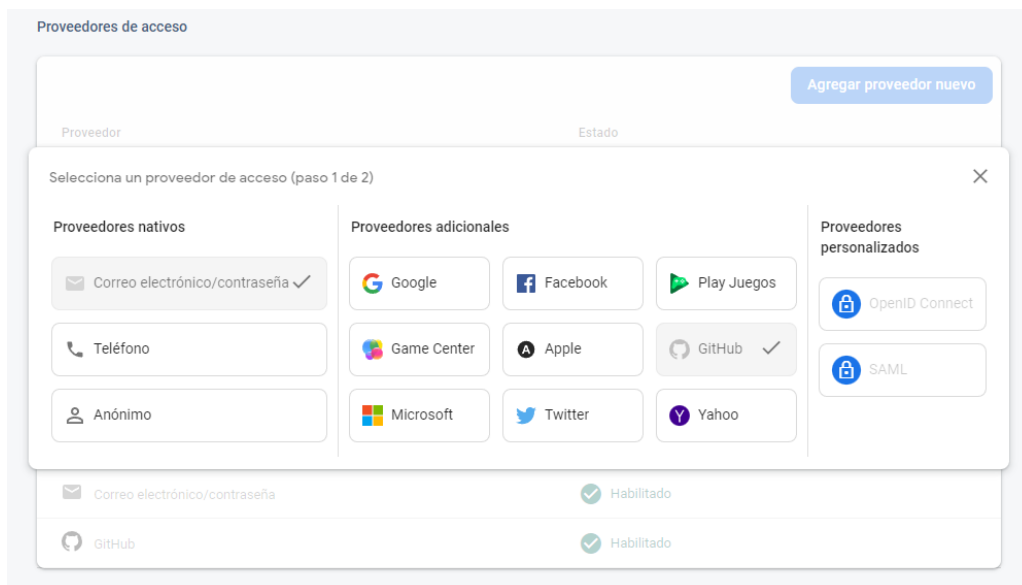 Proveedores de acceso
Agregar proveedor nuevo
Proveedor
Estado
Selecciona un proveedor de acceso (paso 1 de 2)
Proveedores nativos
Correo electrónico/contraseña
Teléfono
Anónimo
Proveedores adicionales
Google
Facebook
Play Juegos
Game Center
Apple
GitHub
Microsoft
Twitter
Yahoo
Proveedores
personalizados
OpenID Connect
SAML
Correo electrónico/contraseña
Habilitado
GitHub
Habilitado